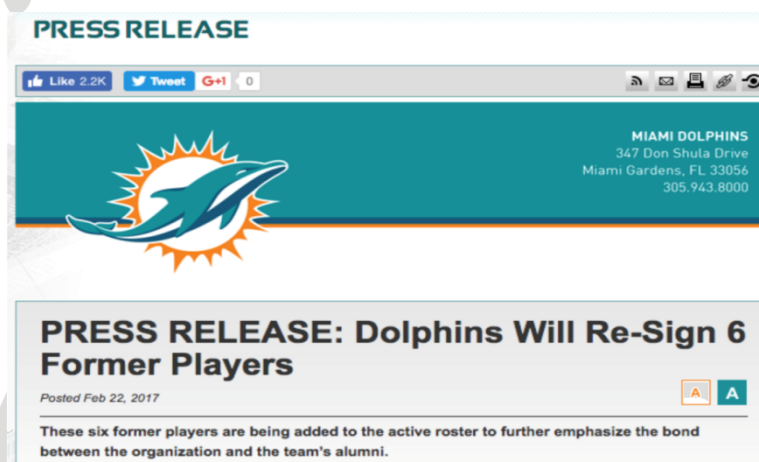 PRESS RELEASE
Like 2.2K Tweet G+1 0
MIAMI DOLPHINS
347 Don Shula Drive
Miami Gardens, FL 33056
305.943.8000
PRESS RELEASE: Dolphins Will Re-Sign 6
Former Players
Posted Feb 22, 2017
A A
These six former players are being added to the active roster to further emphasize the bond
between the organization and the team's alumni.